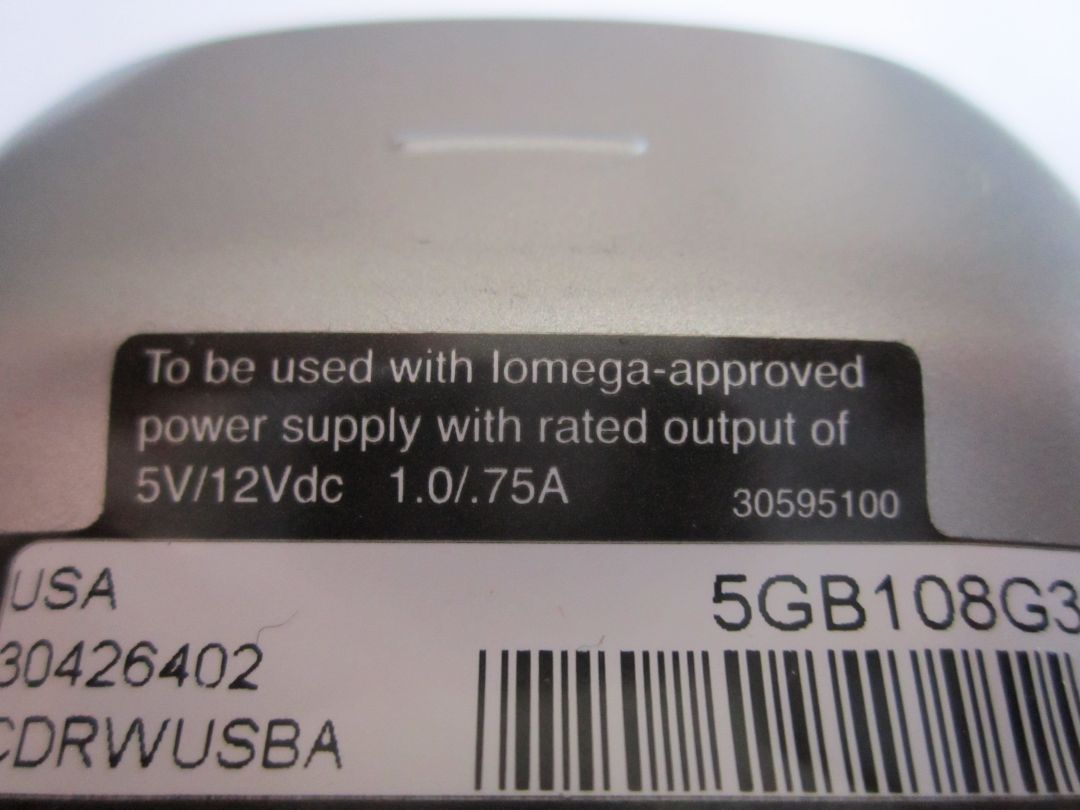 To be used with Iomega-approved
power supply with rated output of
5V/12Vdc 1.0/.75A 30595100
USA
5GB108G3
30426402
CDRWUSBA